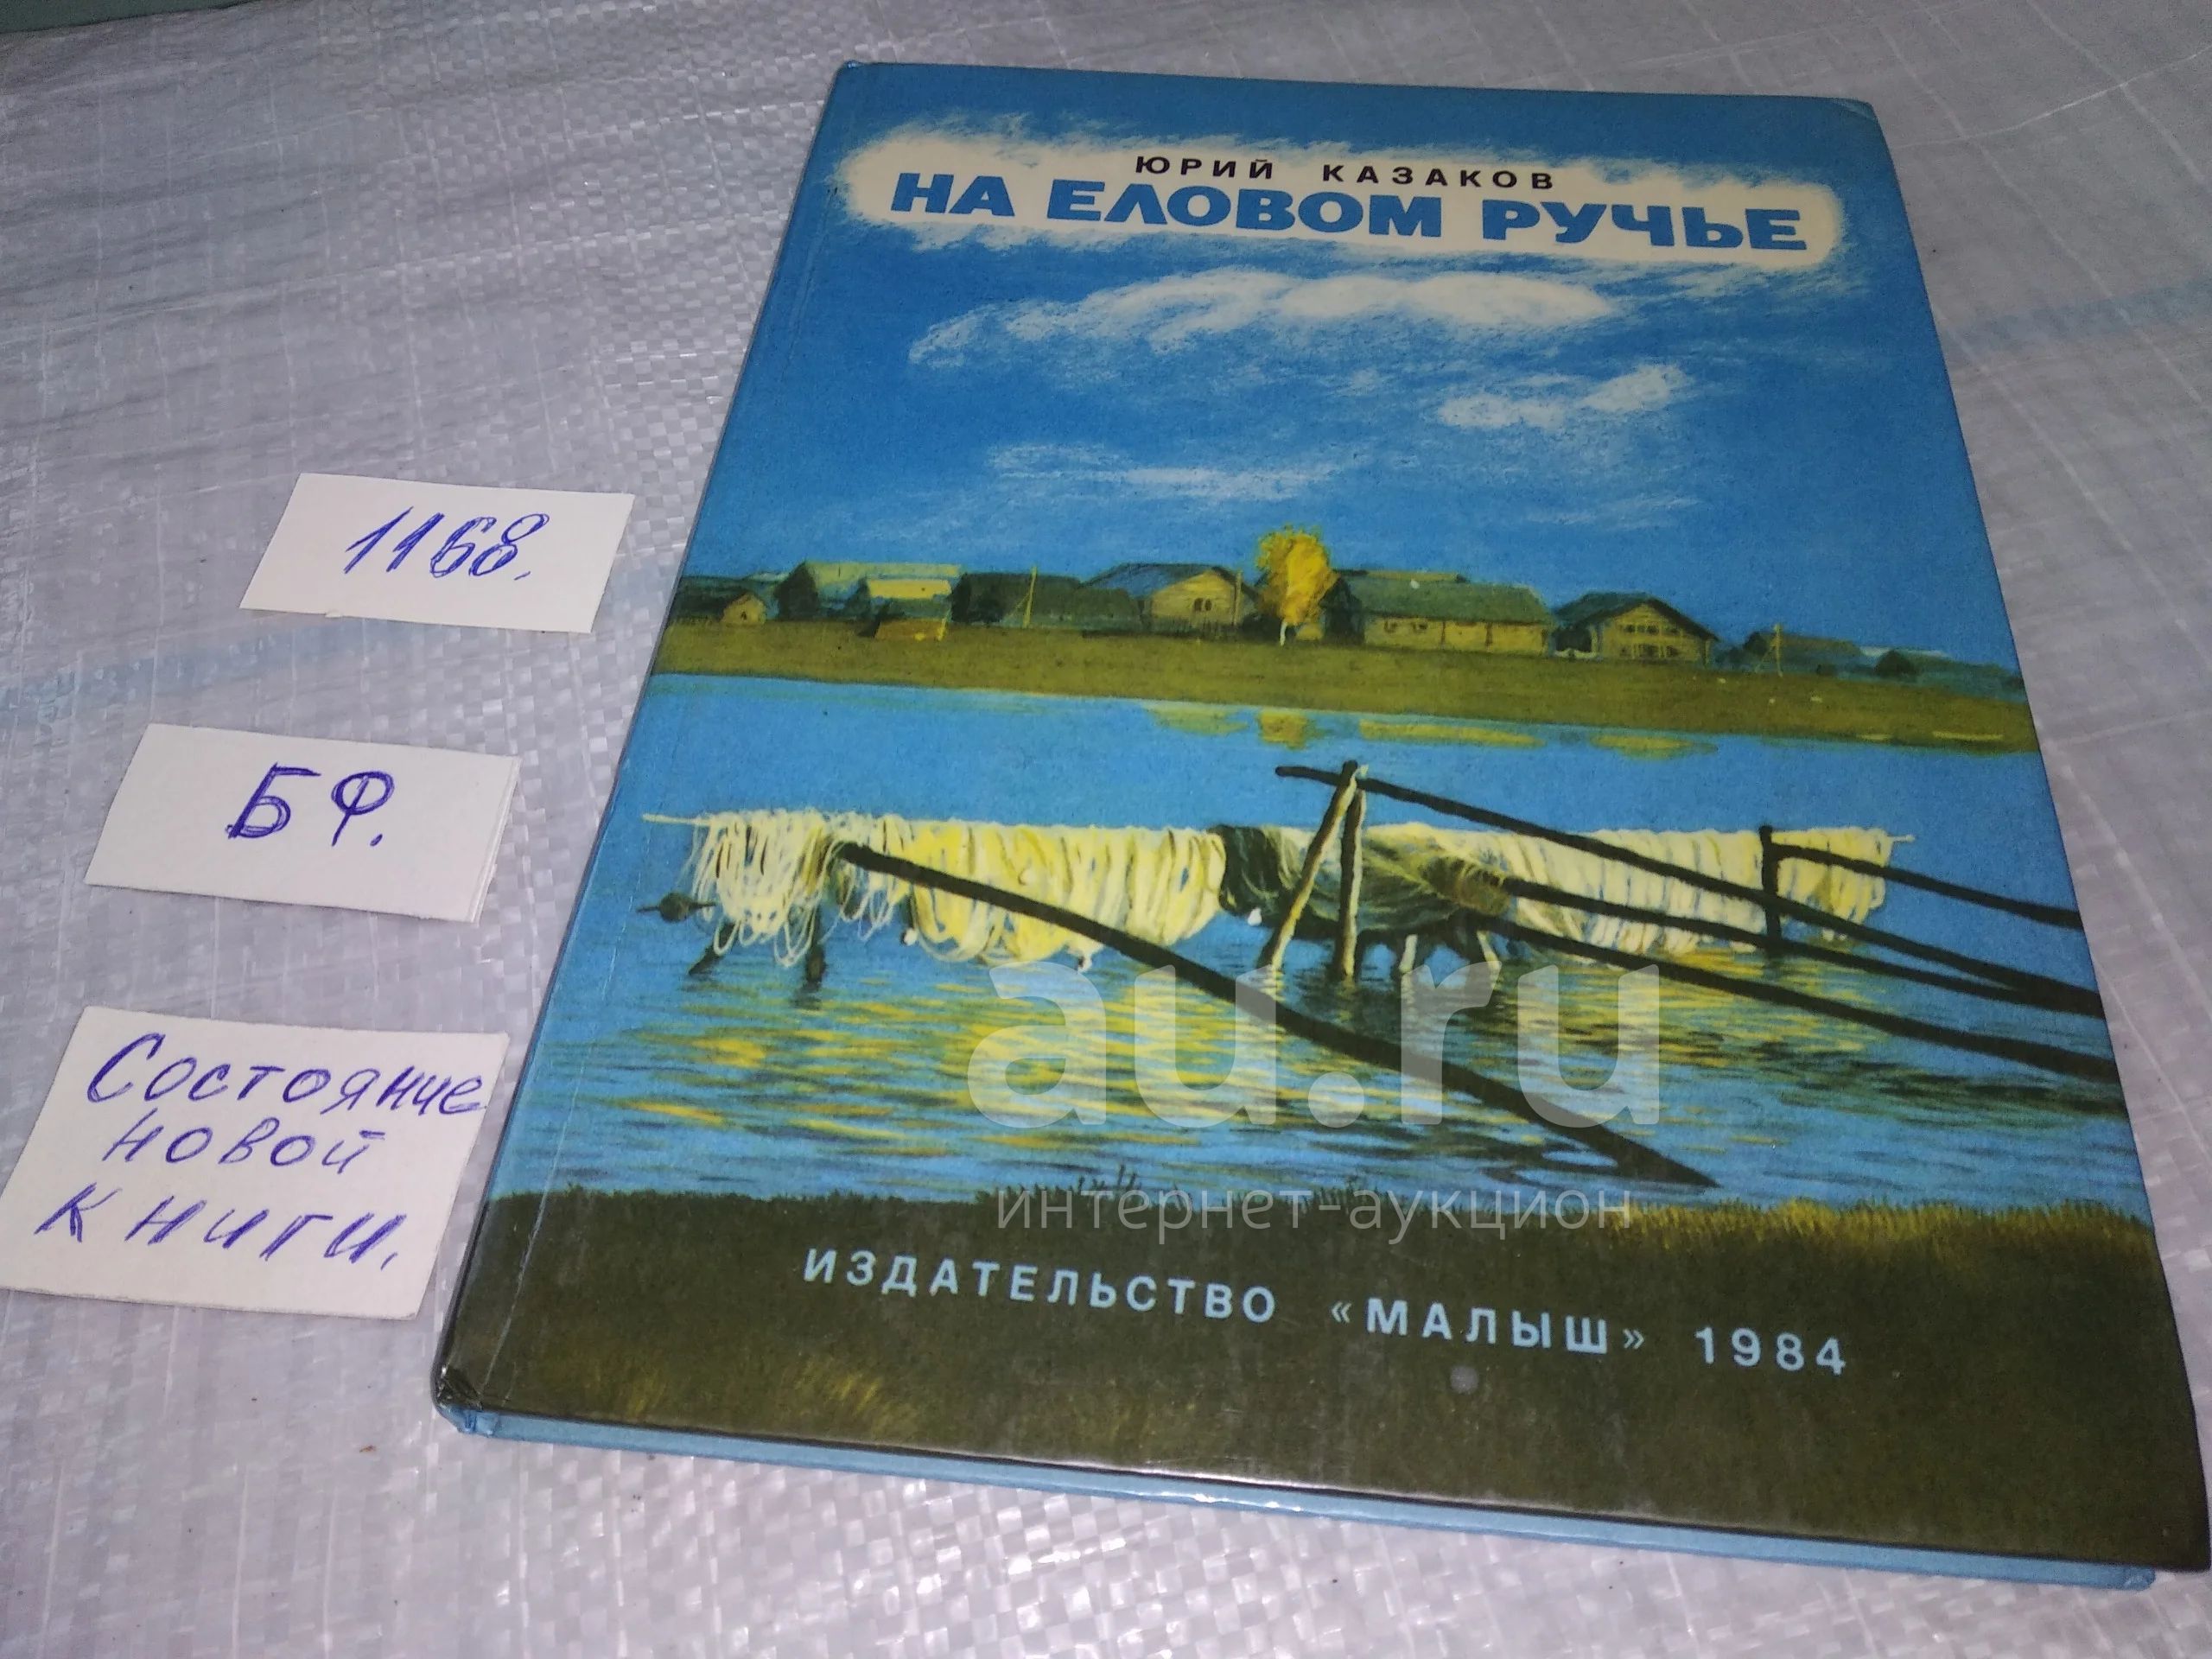 ЮРИЙ КАЗАКОВ
НА ЕЛОВОМ РУЧЬЕ
1168.
БФ.
Состояние
новой
книги.
au.ru
интернет-аукцион
ИЗДАТЕЛЬСТВО «МАЛЫШ» 1984